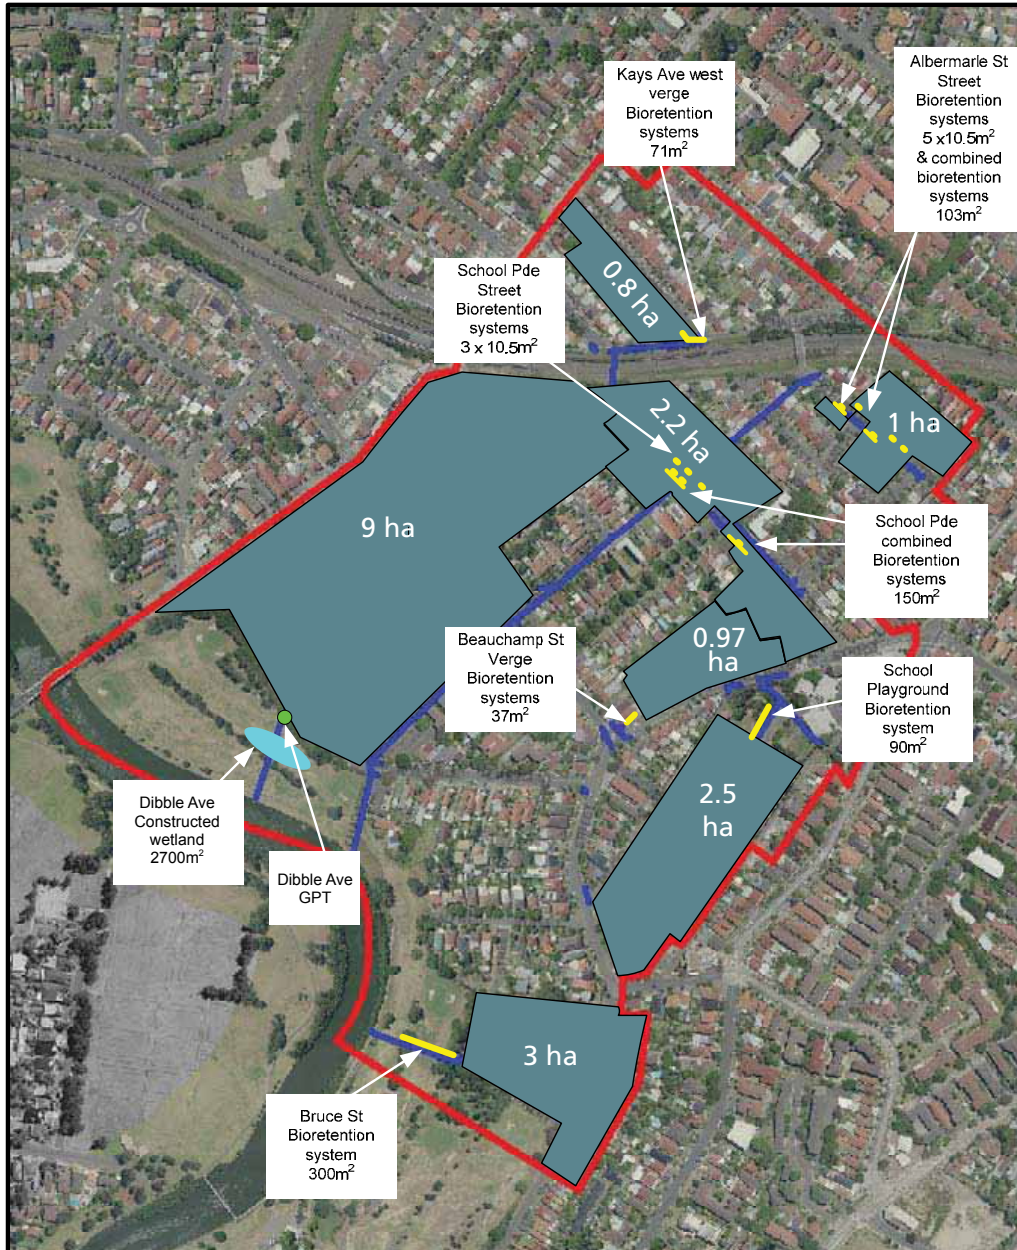 Kays Ave west
verge
Bioretention
systems
71m²
Albermarle St
Street
Bioretention
systems
5 x10.5m²
& combined
bioretention
systems
103m²
School Pde
Street
Bioretention
systems
3 x 10.5m²
0.8 ha
2.2 ha
1 ha
9 ha
School Pde
combined
Bioretention
systems
150m²
Beauchamp St
Verge
Bioretention
systems
37m²
0.97
ha
School
Playground
Bioretention
system
90m²
Dibble Ave
Constructed
wetland
2700m²
Dibble Ave
GPT
2.5
ha
3 ha
Bruce St
Bioretention
system
300m²